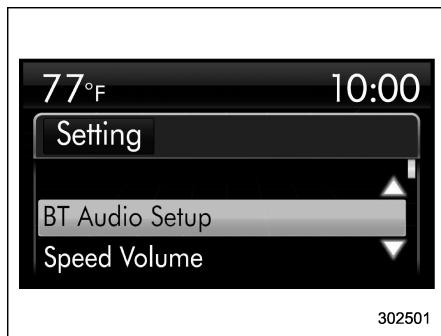 77°F 10:00
Setting
BT Audio Setup
Speed Volume
302501